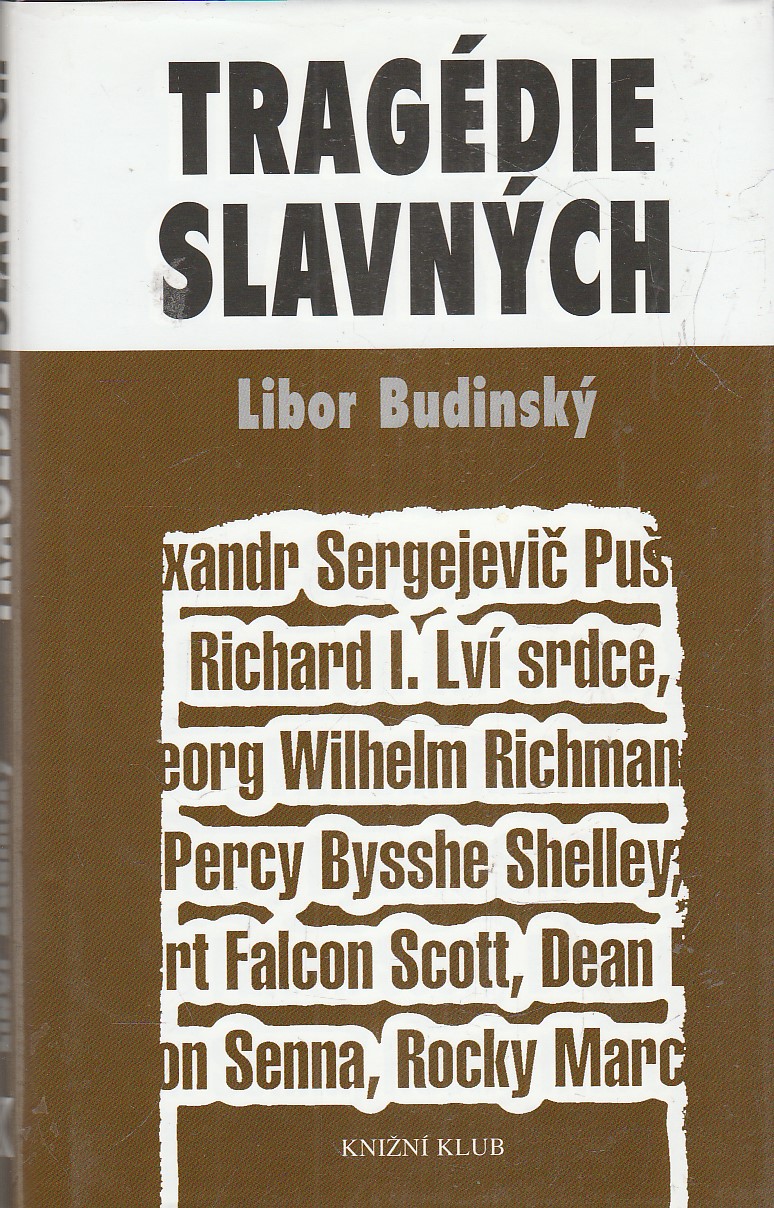 TRAGÉDIE
SLAVNÝCH
Libor Budinský
xandr Sergejevič Puš
Richard I. Lví srdce,
eorg Wilhelm Richman
Percy Bysshe Shelley,
rt Falcon Scott, Dean
on Senna, Rocky Marc
KNIŽNÍ KLUB